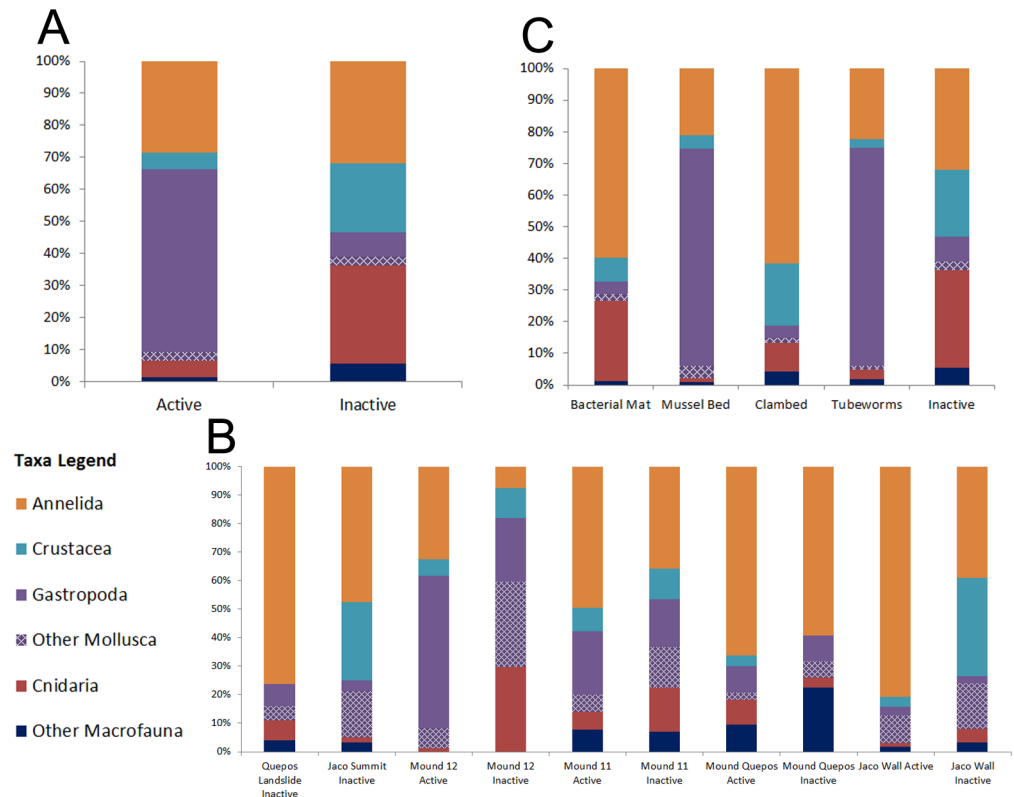 A
100%
90%
80%
70%
60%
50%
40%
30%
20%
10%
0%
Active Inactive
C
100%
90%
80%
70%
60%
50%
40%
30%
20%
10%
0%
Bacterial Mat Mussel Bed Clambed Tubeworms Inactive
Taxa Legend
Annelida
Crustacea
Gastropoda
Other Mollusca
Cnidaria
Other Macrofauna
B
100%
90%
80%
70%
60%
50%
40%
30%
20%
10%
0%
Quepos
Landslide
Inactive
Jaco Summit
Inactive
Mound 12
Active
Mound 12
Inactive
Mound 11
Active
Mound 11
Inactive
Mound Quepos
Active
Mound Quepos
Inactive
Jaco Wall Active
Jaco Wall
Inactive